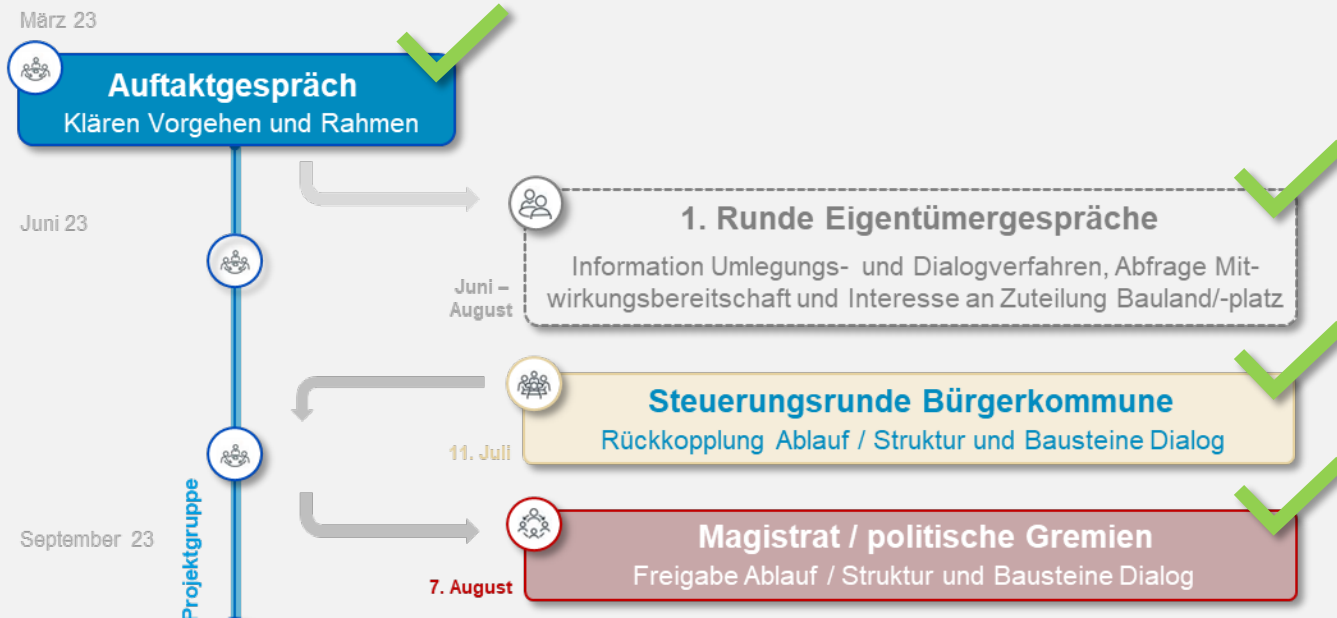 März 23
Auftaktgespräch
Klären Vorgehen und Rahmen
Juni 23
1. Runde Eigentümergespräche
Information Umlegungs- und Dialogverfahren, Abfrage Mit-
wirkungsbereitschaft und Interesse an Zuteilung Bauland/-platz
Juni –
August
Steuerungsrunde Bürgerkommune
Rückkopplung Ablauf / Struktur und Bausteine Dialog
11. Juli
Projektgruppe
September 23
Magistrat / politische Gremien
Freigabe Ablauf / Struktur und Bausteine Dialog
7. August